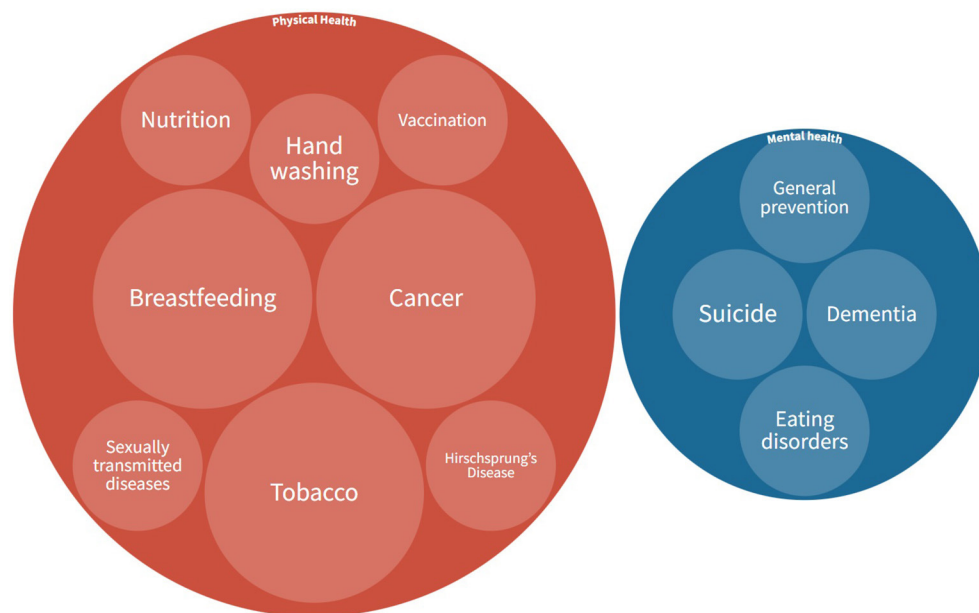 Physical Health
Nutrition
Hand
washing
Vaccination
Breastfeeding
Cancer
Sexually
transmitted
diseases
Tobacco
Hirschsprung's
Disease
Mental health
General
prevention
Suicide
Dementia
Eating
disorders